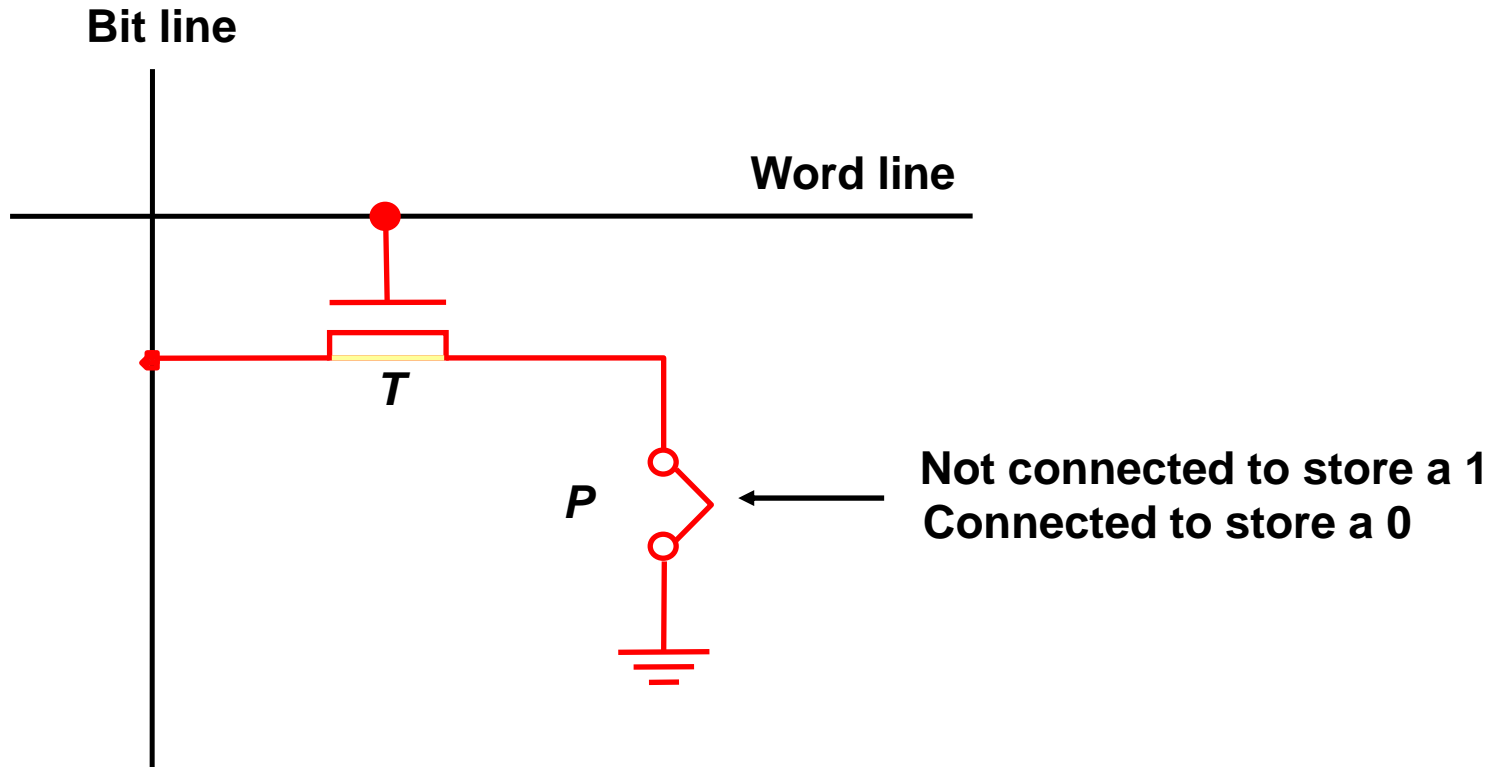 Bit line
Word line
T
P
Not connected to store a 1
Connected to store a 0